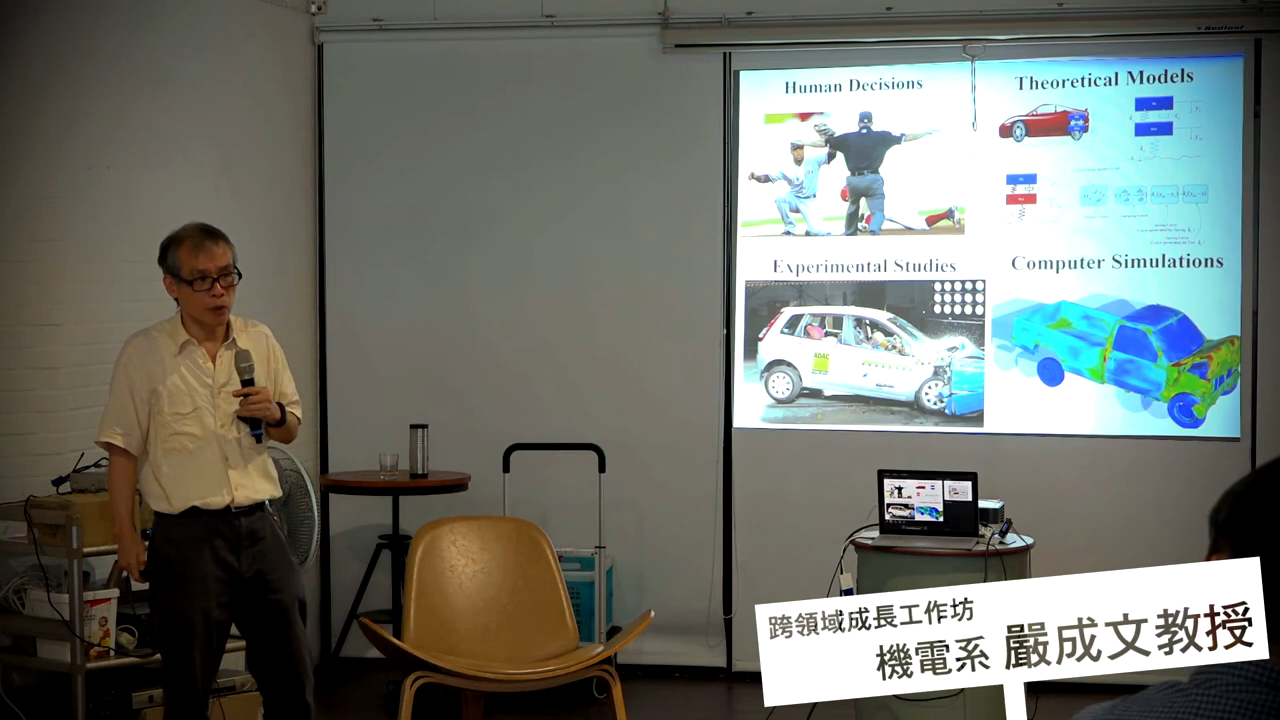 Redleaf
Human Decisions
Theoretical Models
Experimental Studies
Computer Simulations
ADAC
跨領域成長工作坊
機電系 嚴成文教授